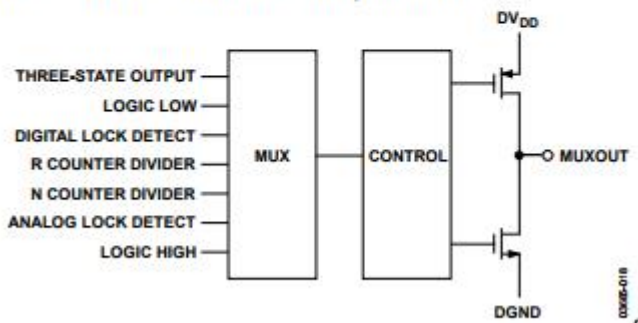 DVDD
THREE-STATE OUTPUT
LOGIC LOW
DIGITAL LOCK DETECT
R COUNTER DIVIDER
N COUNTER DIVIDER
ANALOG LOCK DETECT
LOGIC HIGH
MUX
CONTROL
MUXOUT
DGND